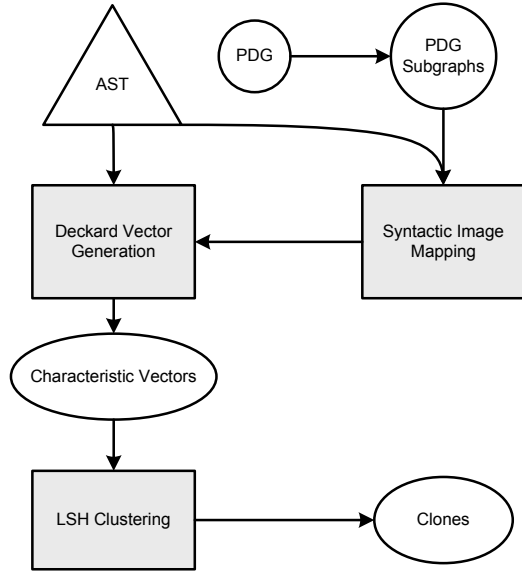 AST
PDG
PDG
Subgraphs
Deckard Vector
Generation
Syntactic Image
Mapping
Characteristic Vectors
LSH Clustering
Clones